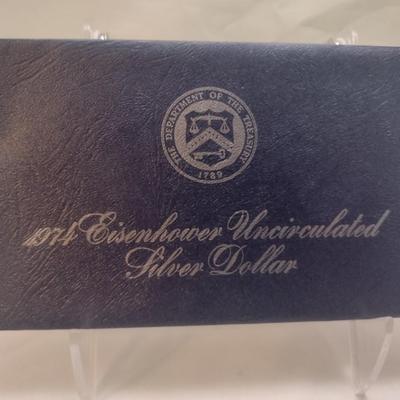 THE DEPARTMENT OF THE TREASURY
1789
1974 Eisenhower Uncirculated
Silver Dollar